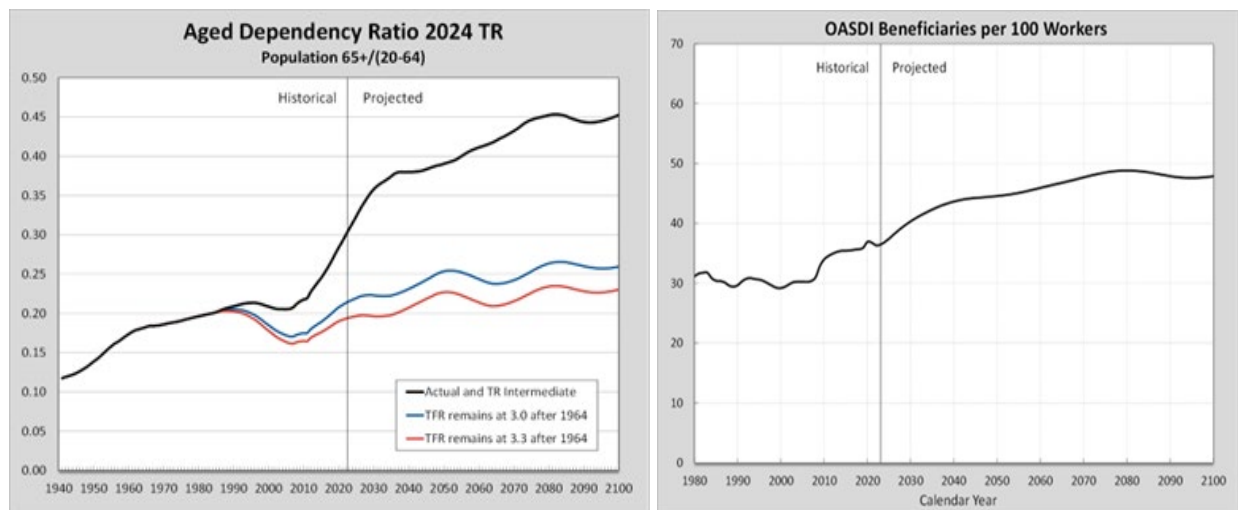 Aged Dependency Ratio 2024 TR
Population 65+/(20-64)
0.50
0.45
0.40
0.35
0.30
0.25
0.20
0.15
0.10
0.05
0.00
Historical
Projected
Actual and TR Intermediate
TFR remains at 3.0 after 1964
TFR remains at 3.3 after 1964
1940 1950 1960 1970 1980 1990 2000 2010 2020 2030 2040 2050 2060 2070 2080 2090 2100
OASDI Beneficiaries per 100 Workers
70
60
50
40
30
20
10
0
Historical
Projected
1980 1990 2000 2010 2020 2030 2040 2050 2060 2070 2080 2090 2100
Calendar Year